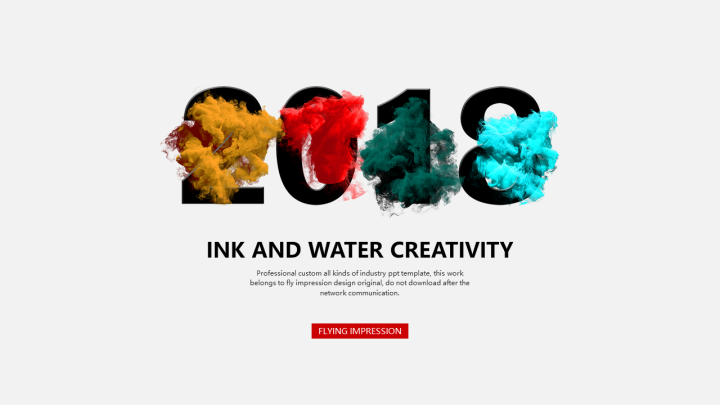 2018
INK AND WATER CREATIVITY
Professional custom all kinds of industry ppt template, this work
belongs to fly impression design original, do not download after the
network communication.
FLYING IMPRESSION